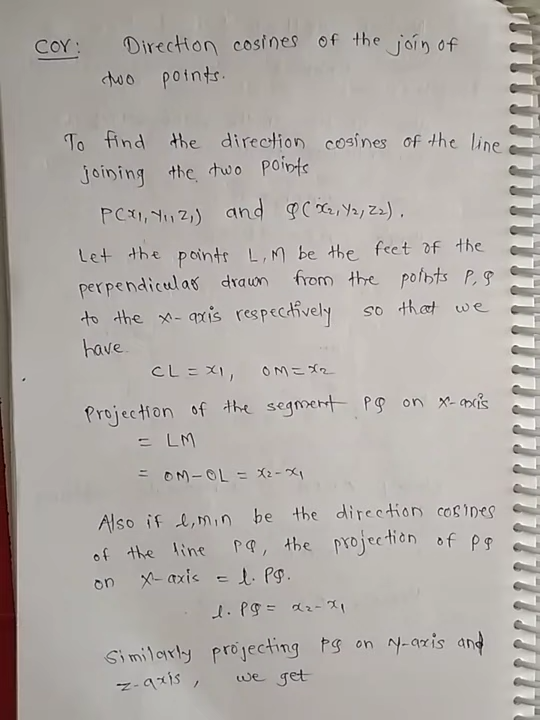 COV: Direction cosines of the join of
two points.
To find the direction cosines of the line
joining the two points
P(x1, y1, z1) and Q(x2, y2, z2).
Let the points L, M be the feet of the
perpendicular drawn from the points P, Q
to the x-axis respectively so that we
have.
CL = x1, OM = x2
Projection of the segment PQ on x-axis
= LM
= OM-OL = x2-x1
Also if l,m,n be the direction cosines
of the line PQ, the projection of PQ
on x-axis = l. PQ.
l. PQ = x2-x1
Similarly projecting PQ on y-axis and
z-axis, we get